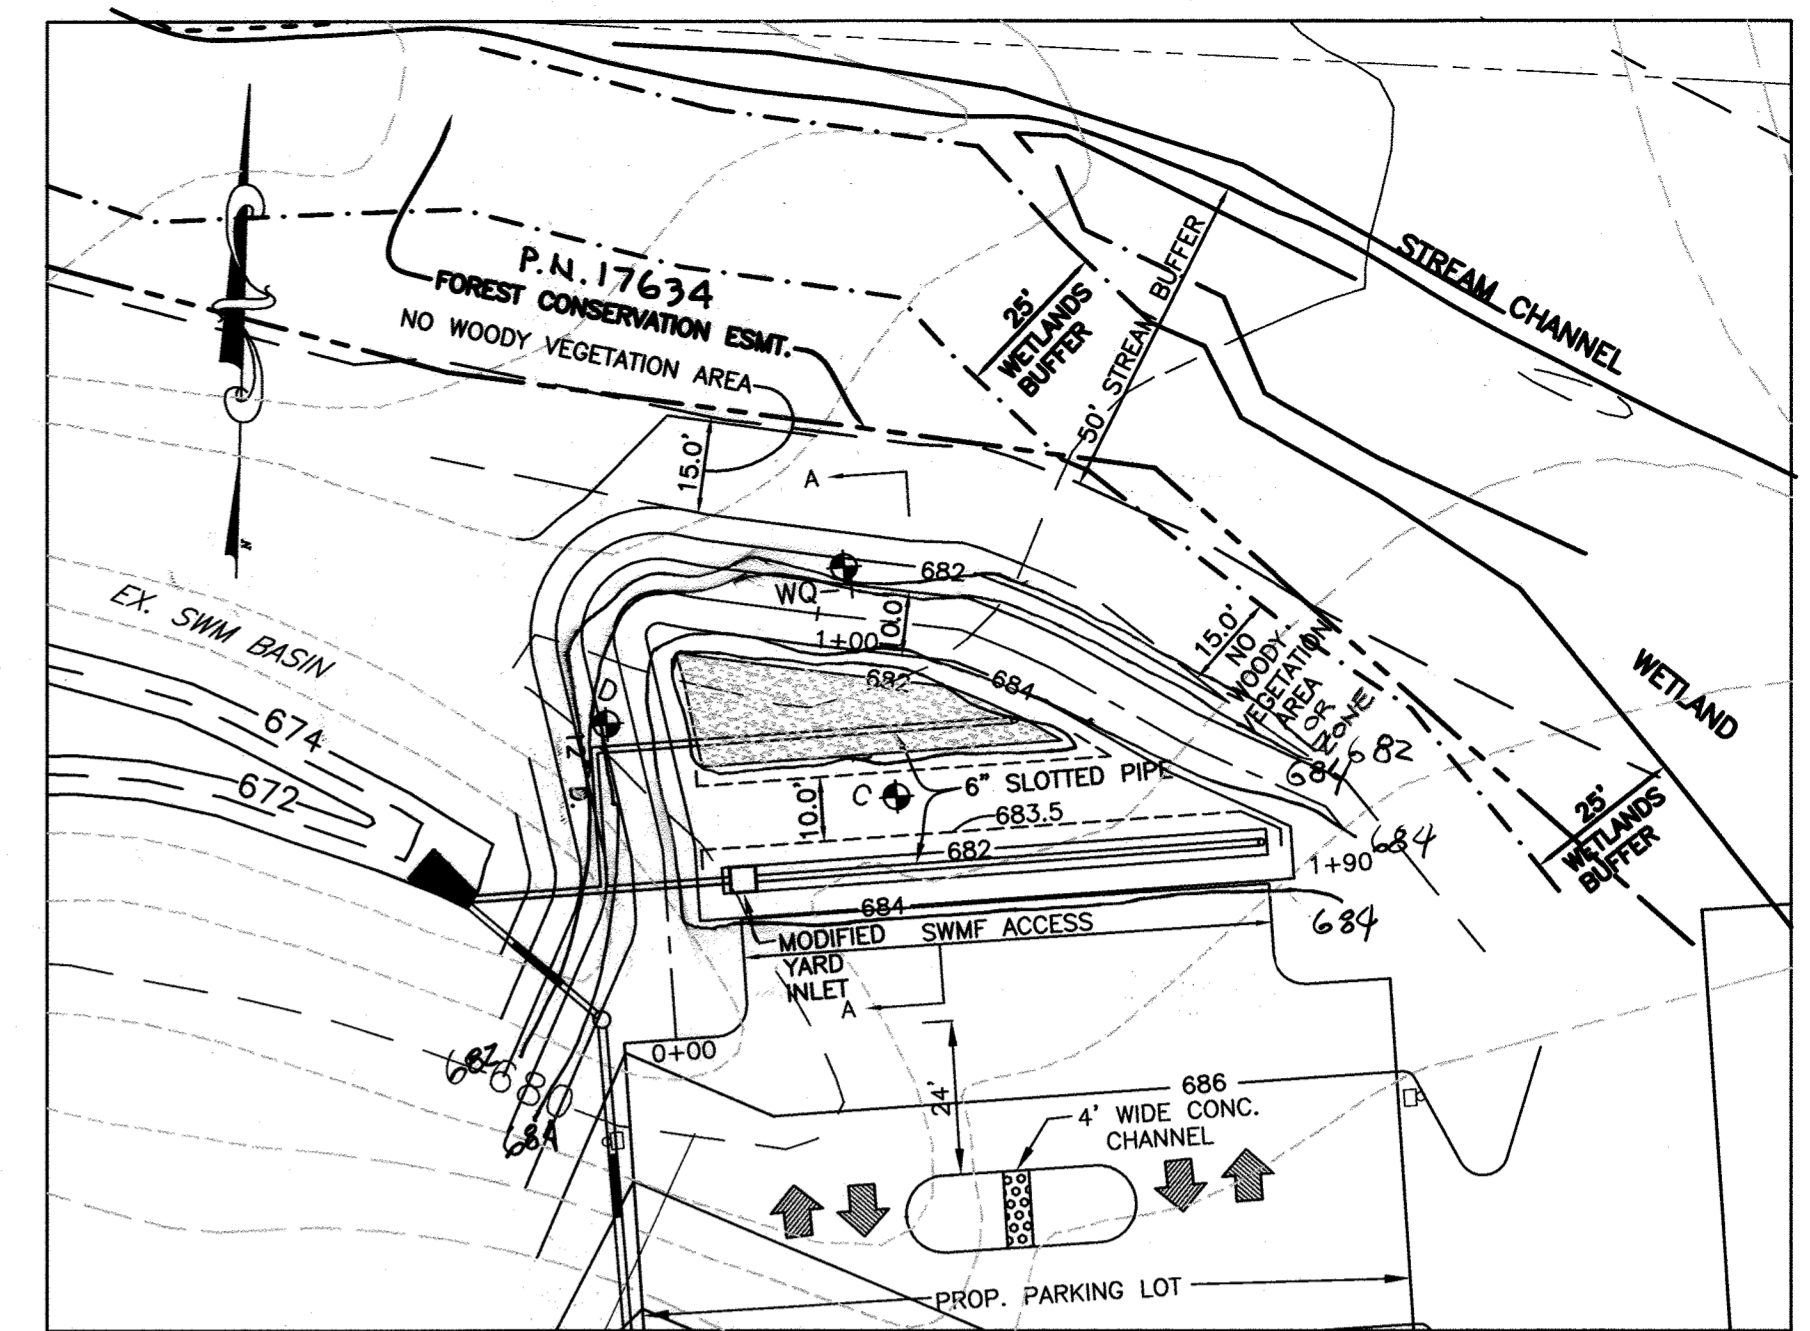 STREAM CHANNEL
50' STREAM BUFFER
P.N. 17634
FOREST CONSERVATION ESMT.
NO WOODY VEGETATION AREA
25'
WETLANDS
BUFFER
15.0'
A
N
682
WQ
10.0
1+00
EX. SWM BASIN
15.0'
NO
WOODY
VEGETATION
AREA
OR
ZONE
WETLAND
D
682
684
674
682
6" SLOTTED PIPE
C
10.0'
672
683.5
25'
WETLANDS
BUFFER
682
1+90
684
684
684
MODIFIED
YARD
INLET
SWMF ACCESS
A
0+00
682
680
684
24'
686
4' WIDE CONC.
CHANNEL
PROP. PARKING LOT